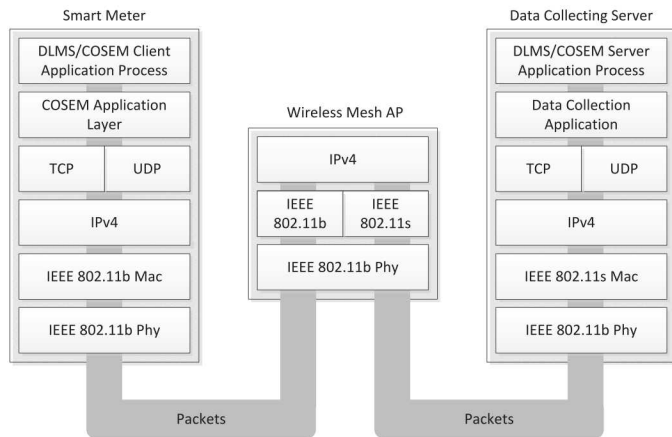 Smart Meter
DLMS/COSEM Client
Application Process
COSEM Application
Layer
TCP
UDP
IPv4
IEEE 802.11b Mac
IEEE 802.11b Phy
Wireless Mesh AP
IPv4
IEEE
802.11b
IEEE
802.11s
IEEE 802.11b Phy
Data Collecting Server
DLMS/COSEM Server
Application Process
Data Collection
Application
TCP
UDP
IPv4
IEEE 802.11s Mac
IEEE 802.11b Phy
Packets
Packets